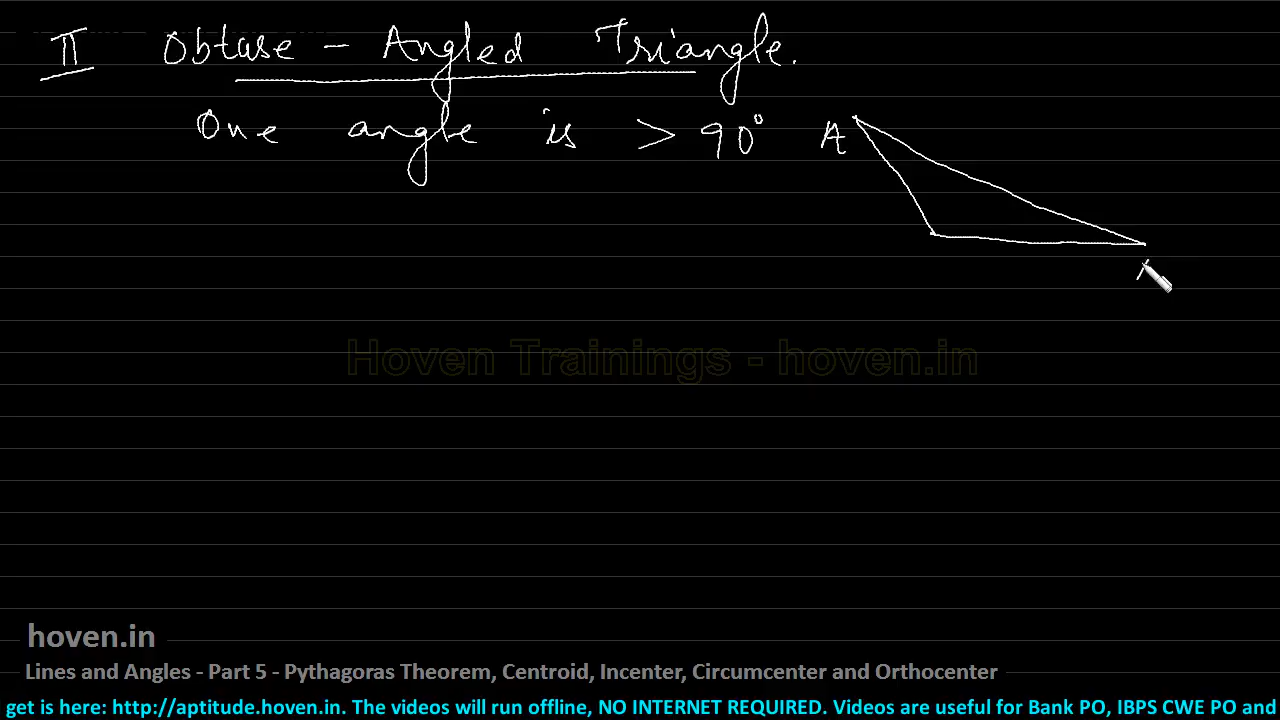 II Obtuse - Angled Triangle.
One angle is > 90° A
Hoven Trainings - hoven.in
hoven.in
Lines and Angles - Part 5 - Pythagoras Theorem, Centroid, Incenter, Circumcenter and Orthocenter
get is here: http://aptitude.hoven.in. The videos will run offline, NO INTERNET REQUIRED. Videos are useful for Bank PO, IBPS CWE PO and